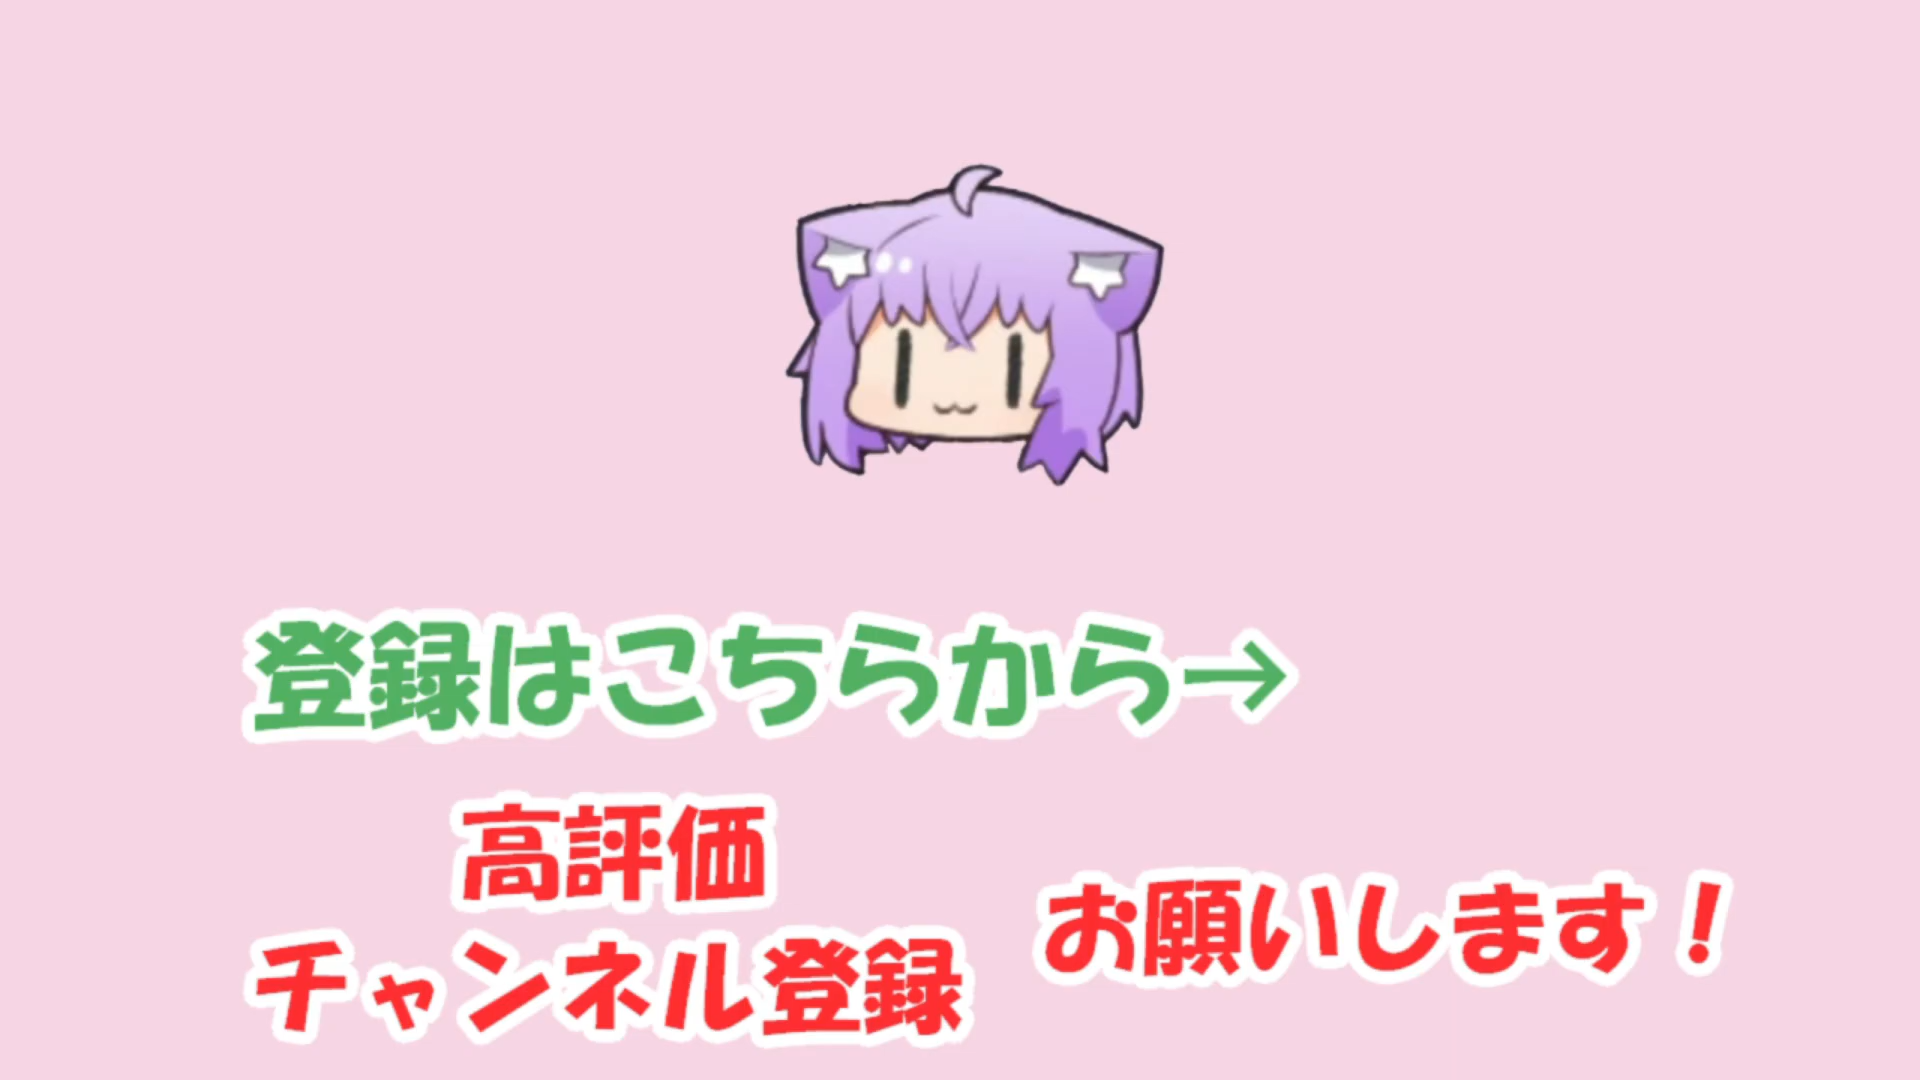 登録はこちらから→
高評価
チャンネル登録
お願いします！